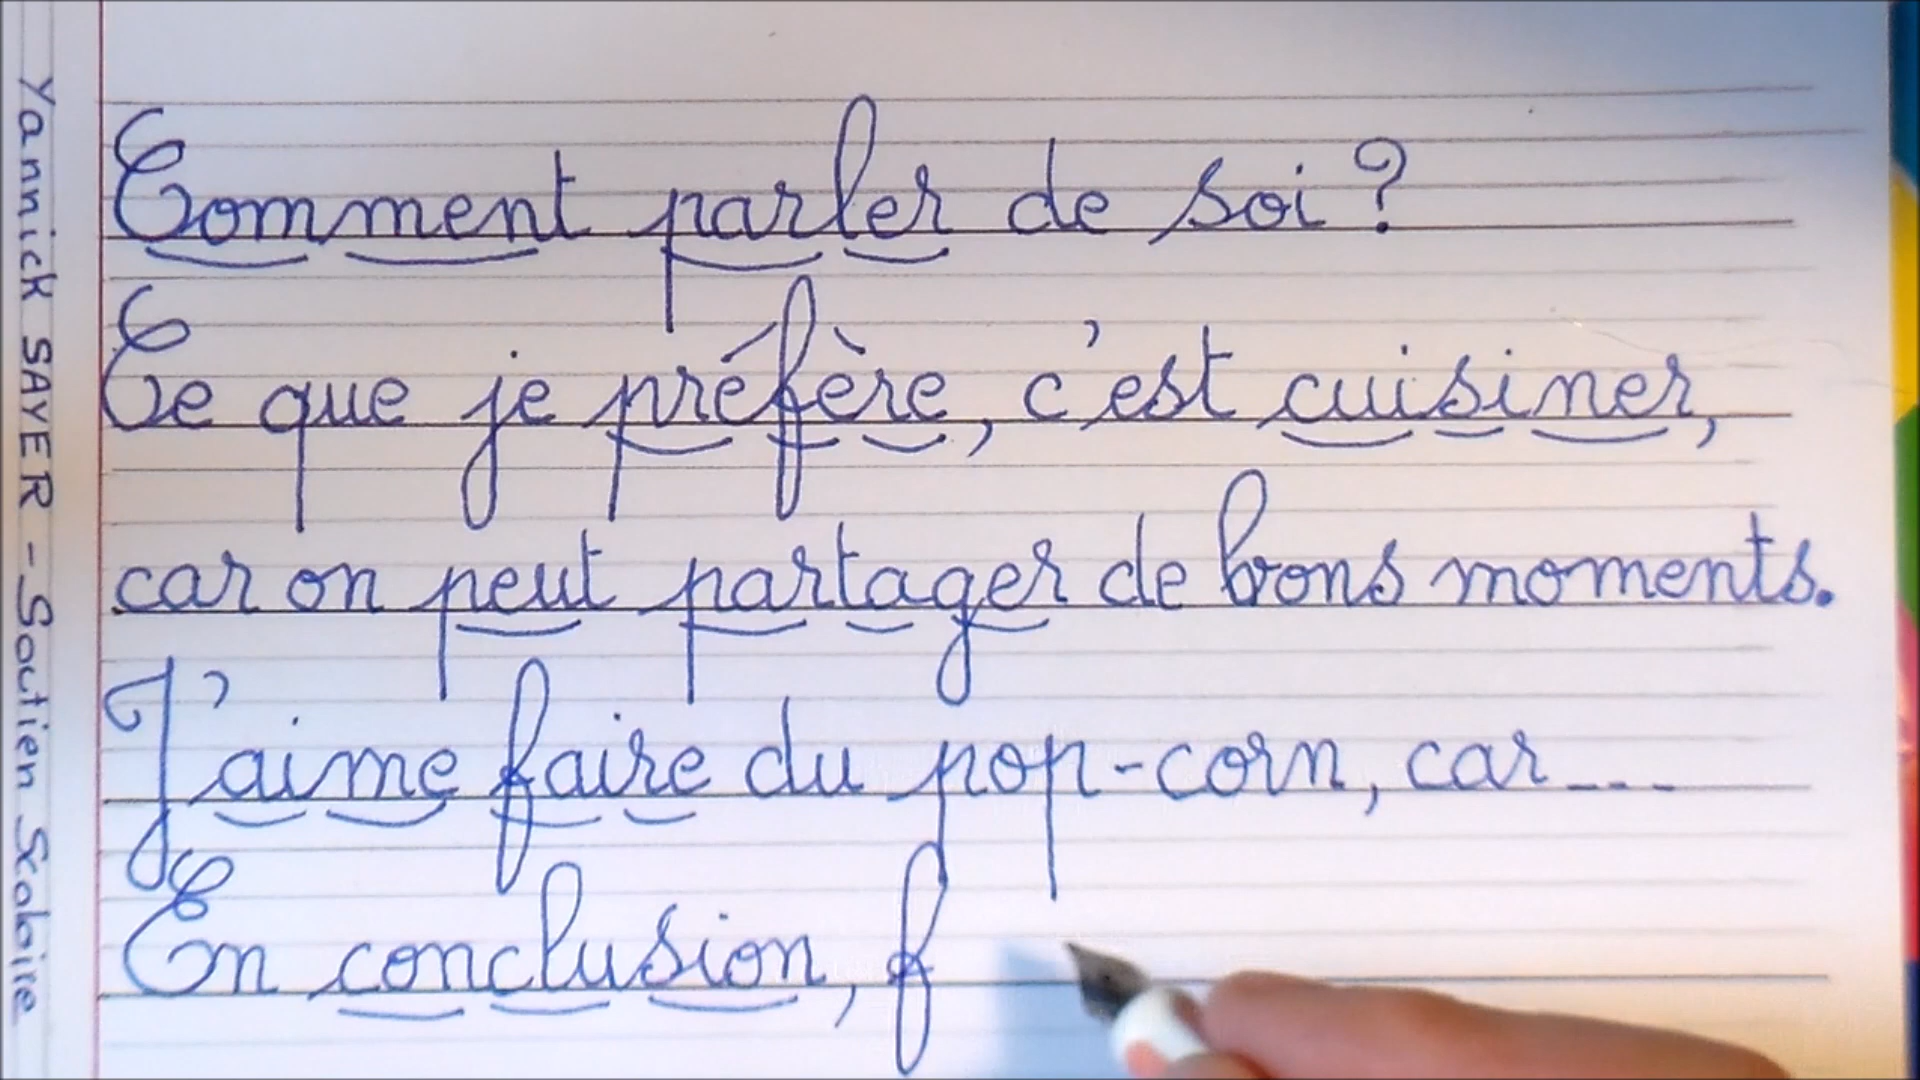 Comment parler de soi ?
Ce que je préfère, c'est cuisiner,
car on peut partager de bons moments.
J'aime faire du pop-corn, car...
En conclusion, f
Yannick SAYER - Soutien Scolaire